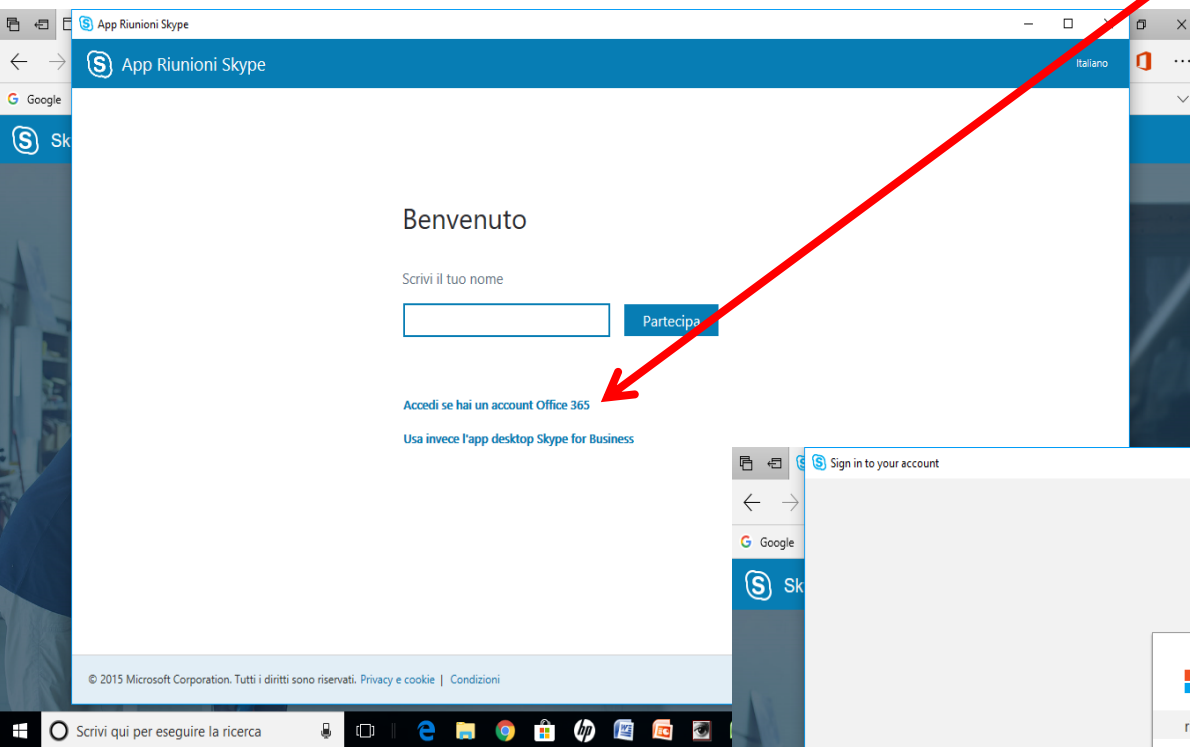 App Riunioni Skype
App Riunioni Skype
Italiano
Google
Sk
Benvenuto
Scrivi il tuo nome
Partecipa
Accedi se hai un account Office 365
Usa invece l'app desktop Skype for Business
© 2015 Microsoft Corporation. Tutti i diritti sono riservati. Privacy e cookie | Condizioni
Scrivi qui per eseguire la ricerca
Sign in to your account
Google
Sk